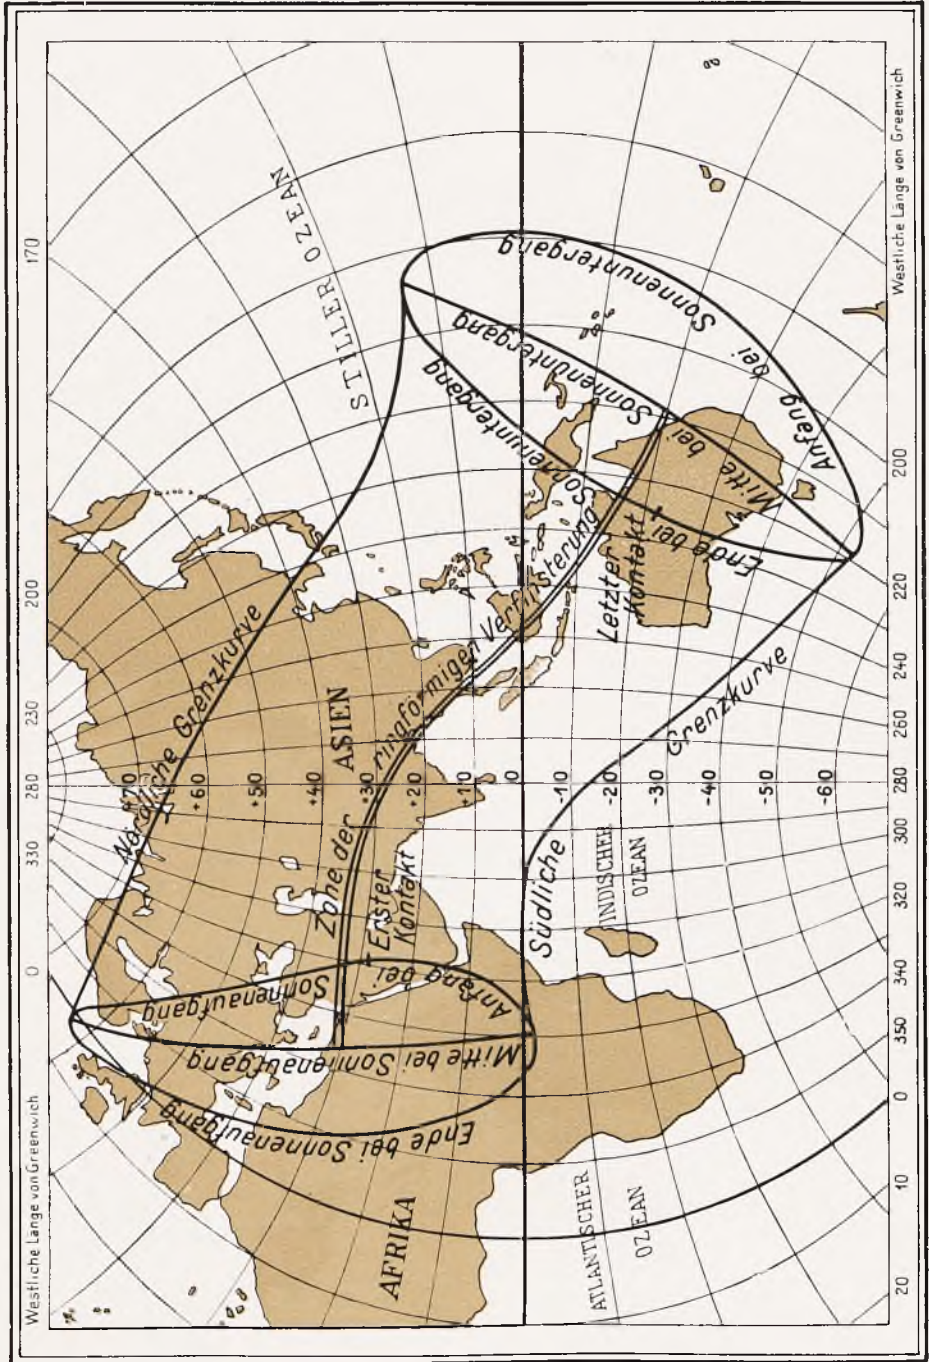 Westliche Länge von Greenwich
0
330
280
230
200
170
STILLER OZEAN
Nördliche Grenzkurve
+70
+60
+50
+40
+30
+20
+10
0
-10
-20
-30
-40
-50
-60
ASIEN
Zone der ringförmigen Verfinsterung
Erster
Kontakt
Letzter
Kontakt
Anfang bei Sonnenaufgang
Mitte bei Sonnenaufgang
Ende bei Sonnenaufgang
Ende bei Sonnenuntergang
Mitte bei Sonnenuntergang
Anfang bei Sonnenuntergang
Südliche Grenzkurve
INDISCHER
OZEAN
AFRIKA
ATLANTISCHER
OZEAN
20
10
0
350
340
320
300
280
260
240
220
200
Westliche Länge von Greenwich